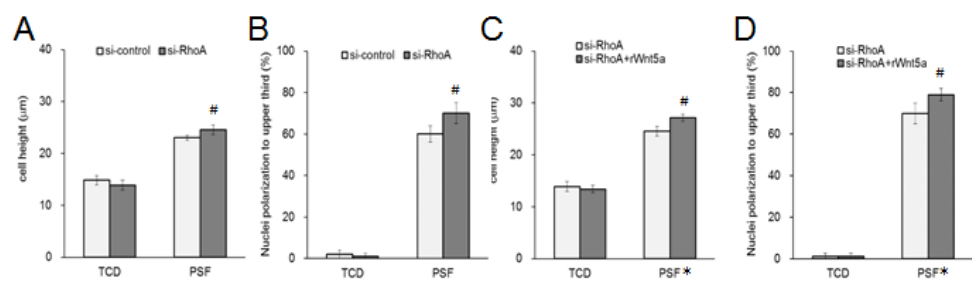 A
si-control si-RhoA
cell height (μm)
40
30
20
10
0
#
TCD PSF
B
si-control si-RhoA
Nuclei polarization to upper third (%)
100
80
60
40
20
0
#
TCD PSF
C
si-RhoA
si-RhoA+rWnt5a
cell height (μm)
40
30
20
10
0
#
TCD PSF*
D
si-RhoA
si-RhoA+rWnt5a
Nuclei polarization to upper third (%)
100
80
60
40
20
0
#
TCD PSF*